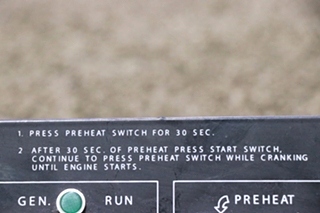 1. PRESS PREHEAT SWITCH FOR 30 SEC.
2 AFTER 30 SEC. OF PREHEAT PRESS START SWITCH,
CONTINUE TO PRESS PREHEAT SWITCH WHILE CRANKING
UNTIL ENGINE STARTS.
GEN. RUN PREHEAT